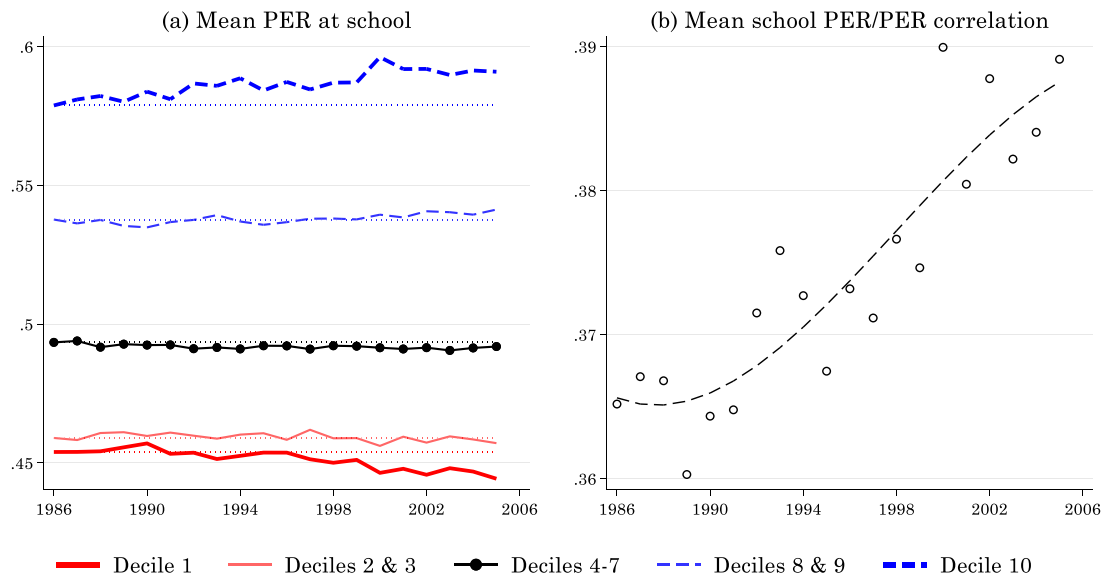 (a) Mean PER at school
.6
.55
.5
.45
1986 1990 1994 1998 2002 2006
(b) Mean school PER/PER correlation
.39
.38
.37
.36
1986 1990 1994 1998 2002 2006
Decile 1 Deciles 2 & 3 Deciles 4-7 Deciles 8 & 9 Decile 10